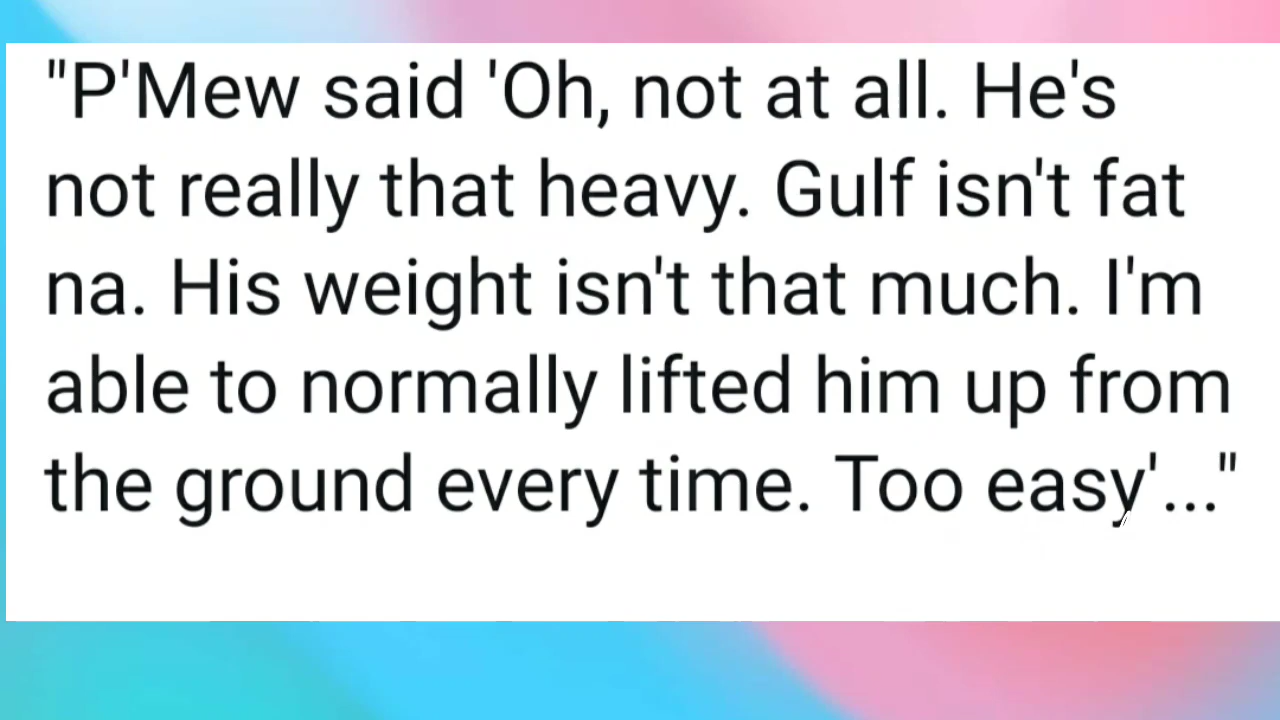 "P'Mew said 'Oh, not at all. He's
not really that heavy. Gulf isn't fat
na. His weight isn't that much. I'm
able to normally lifted him up from
the ground every time. Too easy'..."